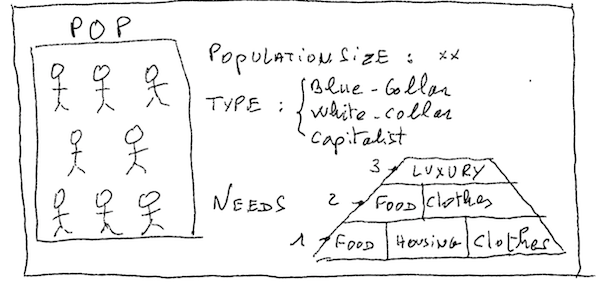 POP
POPULATION SIZE : xx
TYPE : { Blue-Collar
White-collar
Capitalist
3 → LUXURY
NEEDS 2 → FOOD Clothes
1 → FOOD HOUSING Clothes